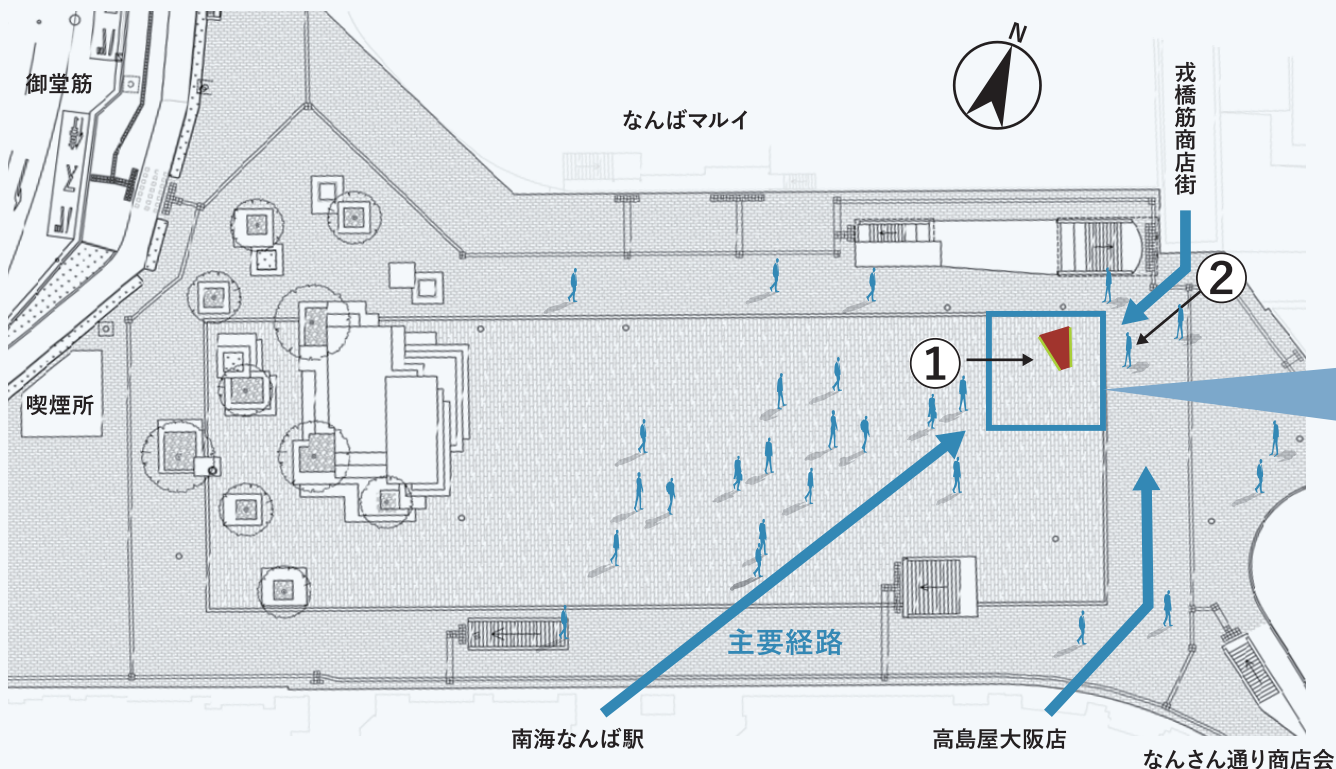 N
御堂筋
なんばマルイ
戎橋筋商店街
②
①
喫煙所
主要経路
南海なんば駅
高島屋大阪店
なんさん通り商店会